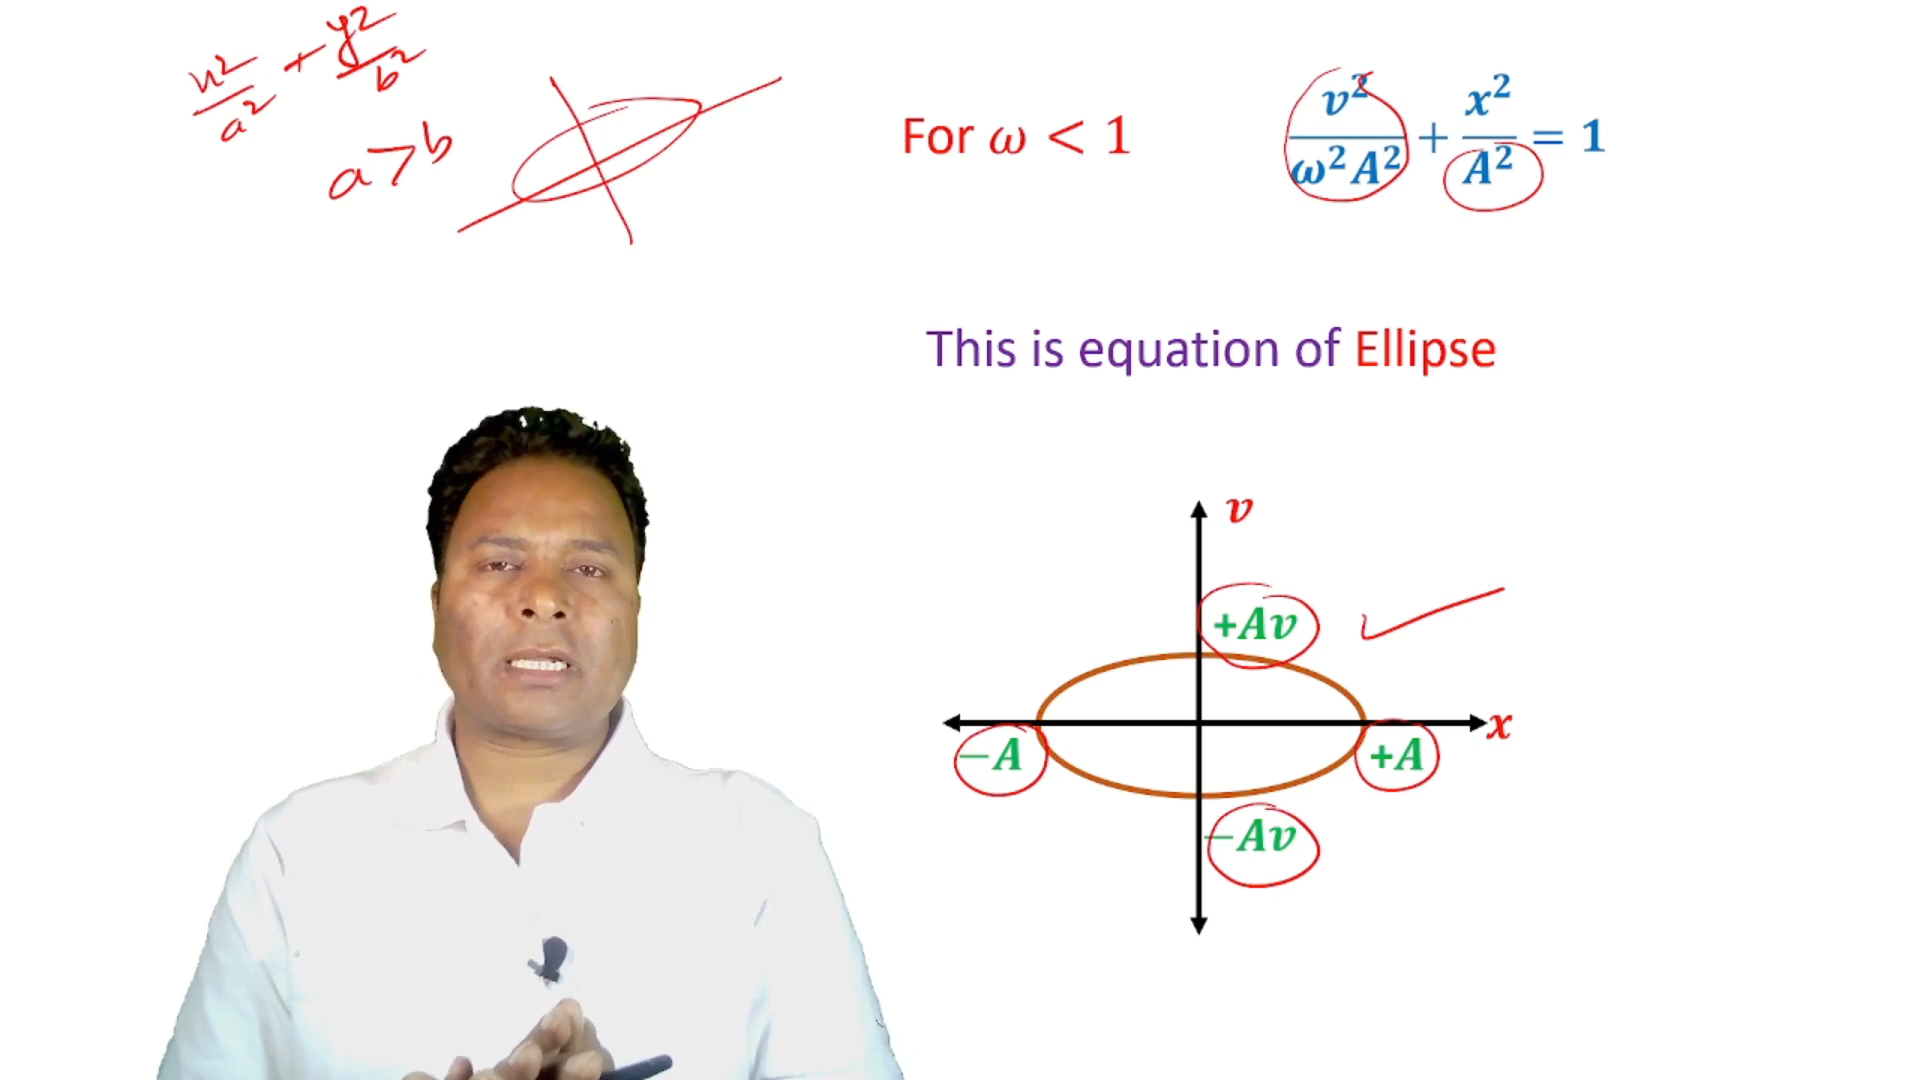 x²/a² + y²/b²
a > b
For ω < 1
v²/ω²A² + x²/A² = 1
This is equation of Ellipse
v
+Av
x
−A
+A
−Av